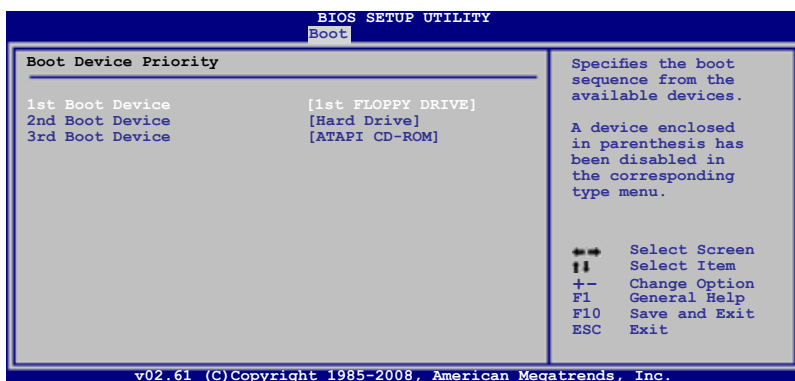 BIOS SETUP UTILITY
Boot
Boot Device Priority
1st Boot Device [1st FLOPPY DRIVE]
2nd Boot Device [Hard Drive]
3rd Boot Device [ATAPI CD-ROM]
Specifies the boot
sequence from the
available devices.
A device enclosed
in parenthesis has
been disabled in
the corresponding
type menu.
←→ Select Screen
↑↓ Select Item
+- Change Option
F1 General Help
F10 Save and Exit
ESC Exit
v02.61 (C)Copyright 1985-2008, American Megatrends, Inc.